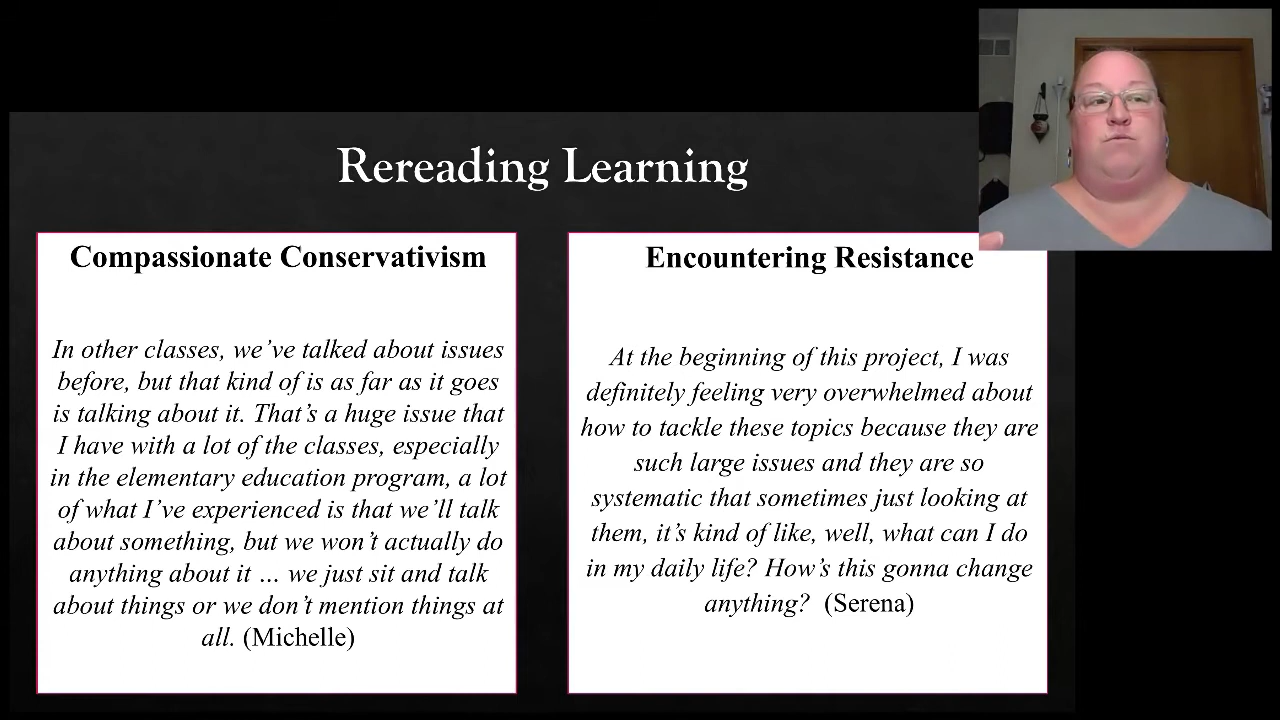 Rereading Learning
Compassionate Conservativism
In other classes, we’ve talked about issues
before, but that kind of is as far as it goes
is talking about it. That’s a huge issue that
I have with a lot of the classes, especially
in the elementary education program, a lot
of what I’ve experienced is that we’ll talk
about something, but we won’t actually do
anything about it … we just sit and talk
about things or we don’t mention things at
all. (Michelle)
Encountering Resistance
At the beginning of this project, I was
definitely feeling very overwhelmed about
how to tackle these topics because they are
such large issues and they are so
systematic that sometimes just looking at
them, it’s kind of like, well, what can I do
in my daily life? How’s this gonna change
anything? (Serena)